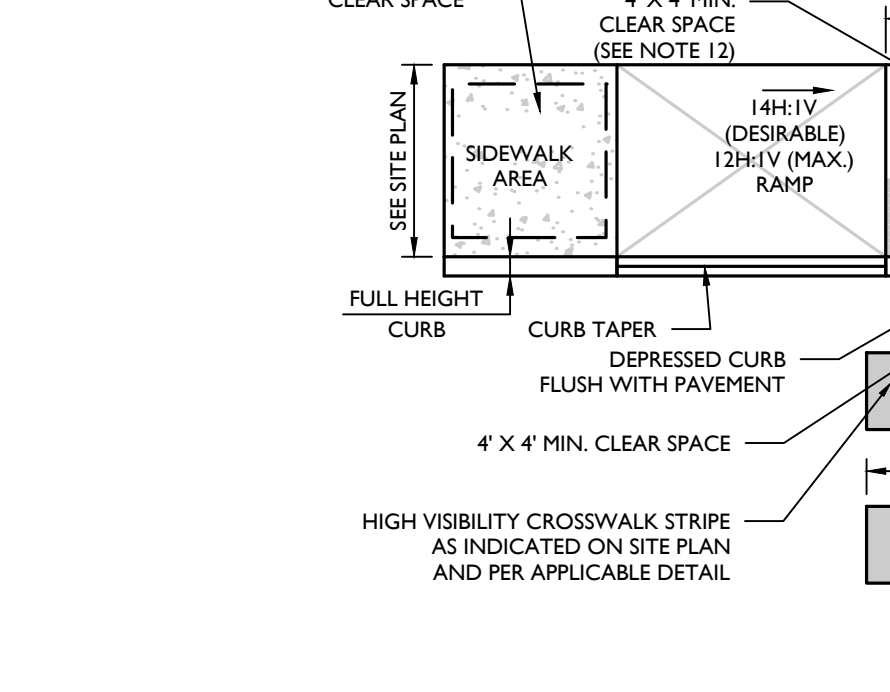 CLEAR SPACE
4' X 4' MIN.
CLEAR SPACE
(SEE NOTE 12)
SEE SITE PLAN
SIDEWALK
AREA
14H:1V
(DESIRABLE)
12H:1V (MAX.)
RAMP
FULL HEIGHT
CURB
CURB TAPER
DEPRESSED CURB
FLUSH WITH PAVEMENT
4' X 4' MIN. CLEAR SPACE
HIGH VISIBILITY CROSSWALK STRIPE
AS INDICATED ON SITE PLAN
AND PER APPLICABLE DETAIL